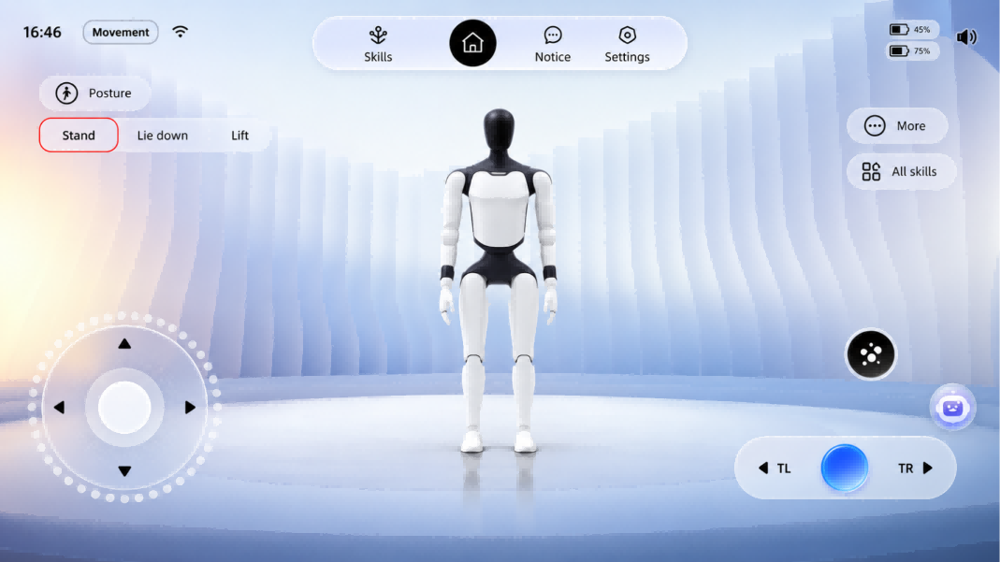 16:46 Movement
Skills
Notice
Settings
45%
75%
Posture
Stand Lie down Lift
More
All skills
TL TR